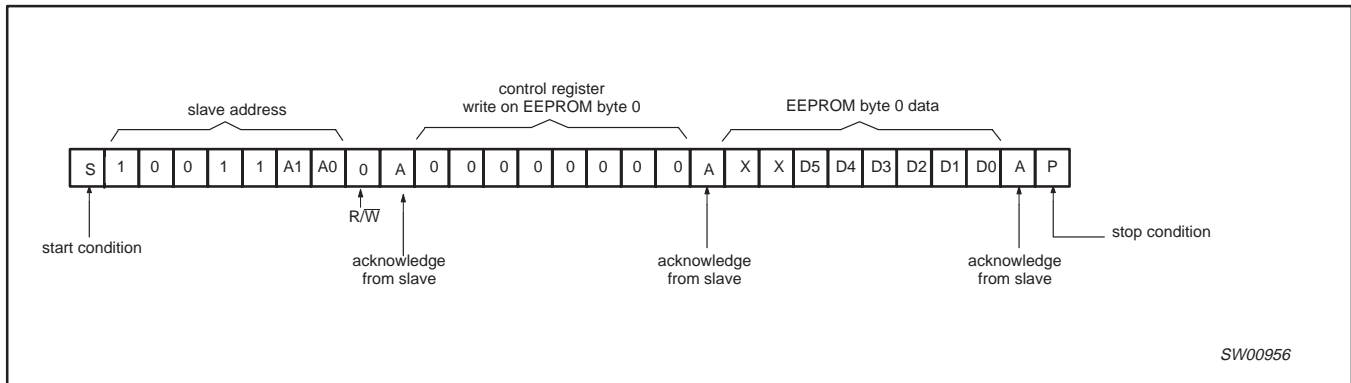 control register
write on EEPROM byte 0
slave address
EEPROM byte 0 data
S 1 0 0 1 1 A1 A0 0 A 0 0 0 0 0 0 0 0 A X X D5 D4 D3 D2 D1 D0 A P
R/W̅
start condition
stop condition
acknowledge
from slave
acknowledge
from slave
acknowledge
from slave
SW00956